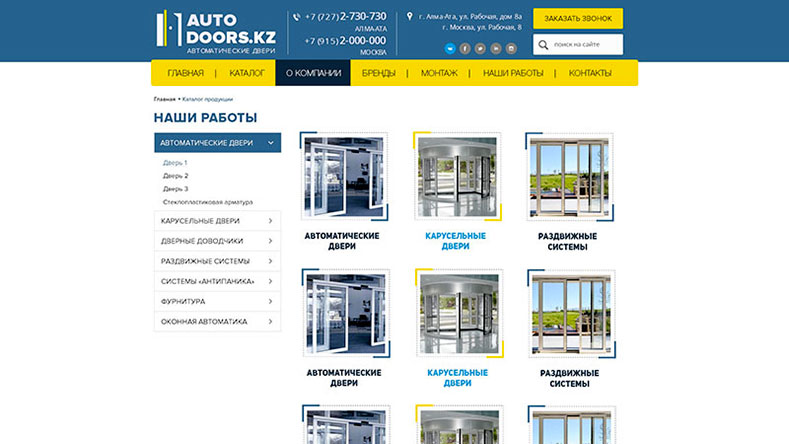 AUTO
DOORS.KZ
АВТОМАТИЧЕСКИЕ ДВЕРИ
+7 (727) 2-730-730
АЛМА-АТА
+7 (915) 2-000-000
МОСКВА
г. Алма-Ата, ул. Рабочая, дом 8а
г. Москва, ул. Рабочая, 8
ЗАКАЗАТЬ ЗВОНОК
поиск на сайте
ГЛАВНАЯ | КАТАЛОГ О КОМПАНИИ БРЕНДЫ | МОНТАЖ | НАШИ РАБОТЫ | КОНТАКТЫ
Главная • Каталог продукции
НАШИ РАБОТЫ
АВТОМАТИЧЕСКИЕ ДВЕРИ
Дверь 1
Дверь 2
Дверь 3
Стеклопластиковая арматура
КАРУСЕЛЬНЫЕ ДВЕРИ
ДВЕРНЫЕ ДОВОДЧИКИ
РАЗДВИЖНЫЕ СИСТЕМЫ
СИСТЕМЫ «АНТИПАНИКА»
ФУРНИТУРА
ОКОННАЯ АВТОМАТИКА
АВТОМАТИЧЕСКИЕ
ДВЕРИ
КАРУСЕЛЬНЫЕ
ДВЕРИ
РАЗДВИЖНЫЕ
СИСТЕМЫ
АВТОМАТИЧЕСКИЕ
ДВЕРИ
КАРУСЕЛЬНЫЕ
ДВЕРИ
РАЗДВИЖНЫЕ
СИСТЕМЫ